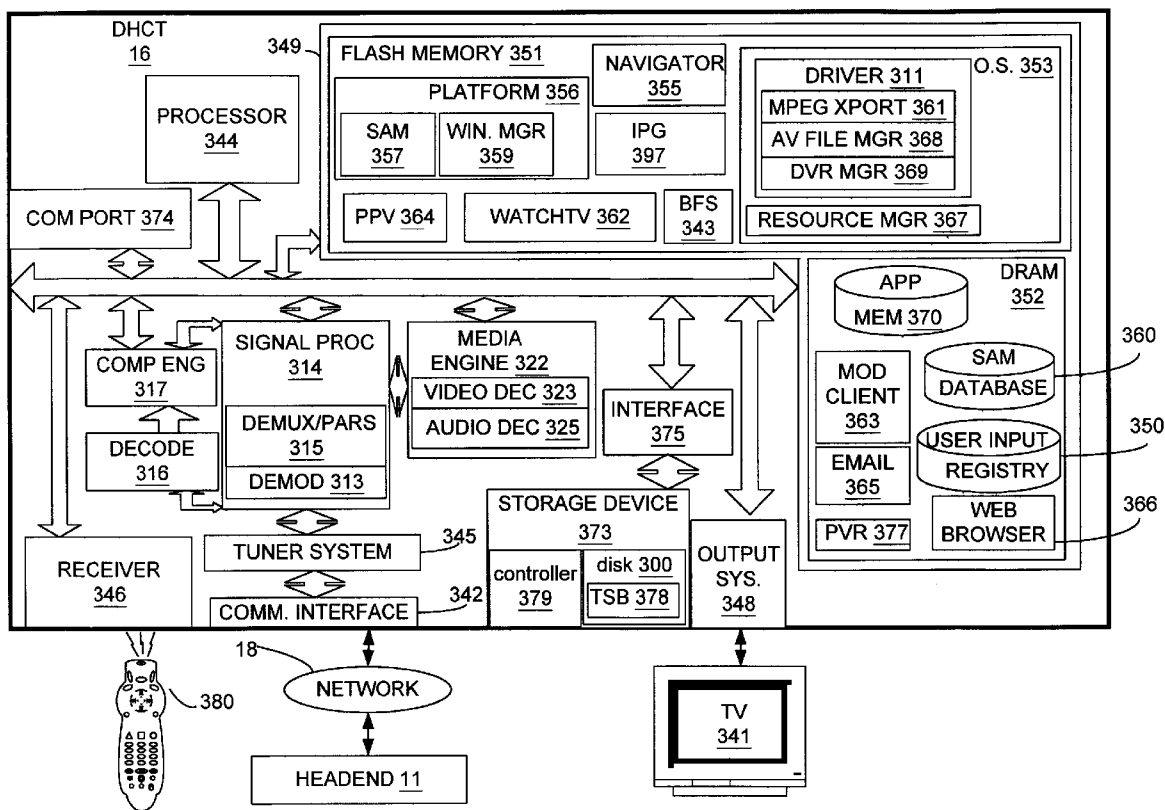 DHCT
16
349
FLASH MEMORY 351
NAVIGATOR
355
O.S. 353
DRIVER 311
MPEG XPORT 361
AV FILE MGR 368
DVR MGR 369
RESOURCE MGR 367
PLATFORM 356
SAM
357
WIN. MGR
359
IPG
397
PROCESSOR
344
COM PORT 374
PPV 364
WATCHTV 362
BFS
343
DRAM
352
APP
MEM 370
SAM
DATABASE
360
MOD
CLIENT
363
USER INPUT
REGISTRY
350
EMAIL
365
WEB
BROWSER
366
PVR 377
SIGNAL PROC
314
DEMUX/PARS
315
DEMOD 313
MEDIA
ENGINE 322
VIDEO DEC 323
AUDIO DEC 325
COMP ENG
317
DECODE
316
INTERFACE
375
STORAGE DEVICE
373
controller
379
disk 300
TSB 378
OUTPUT
SYS.
348
TUNER SYSTEM
345
RECEIVER
346
COMM. INTERFACE
342
18
NETWORK
380
HEADEND 11
TV
341